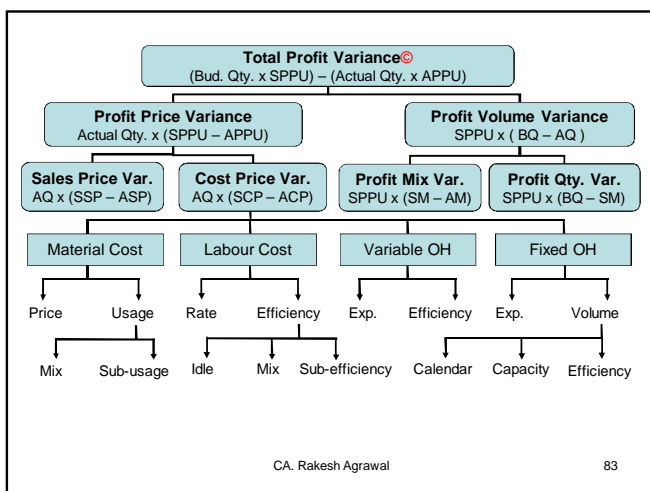 Total Profit Variance©
(Bud. Qty. x SPPU) – (Actual Qty. x APPU)
Profit Price Variance
Actual Qty. x (SPPU – APPU)
Profit Volume Variance
SPPU x ( BQ – AQ )
Sales Price Var.
AQ x (SSP – ASP)
Cost Price Var.
AQ x (SCP – ACP)
Profit Mix Var.
SPPU x (SM – AM)
Profit Qty. Var.
SPPU x (BQ – SM)
Material Cost
Labour Cost
Variable OH
Fixed OH
Price
Usage
Rate
Efficiency
Exp.
Efficiency
Exp.
Volume
Mix
Sub-usage
Idle
Mix
Sub-efficiency
Calendar
Capacity
Efficiency
CA. Rakesh Agrawal
83